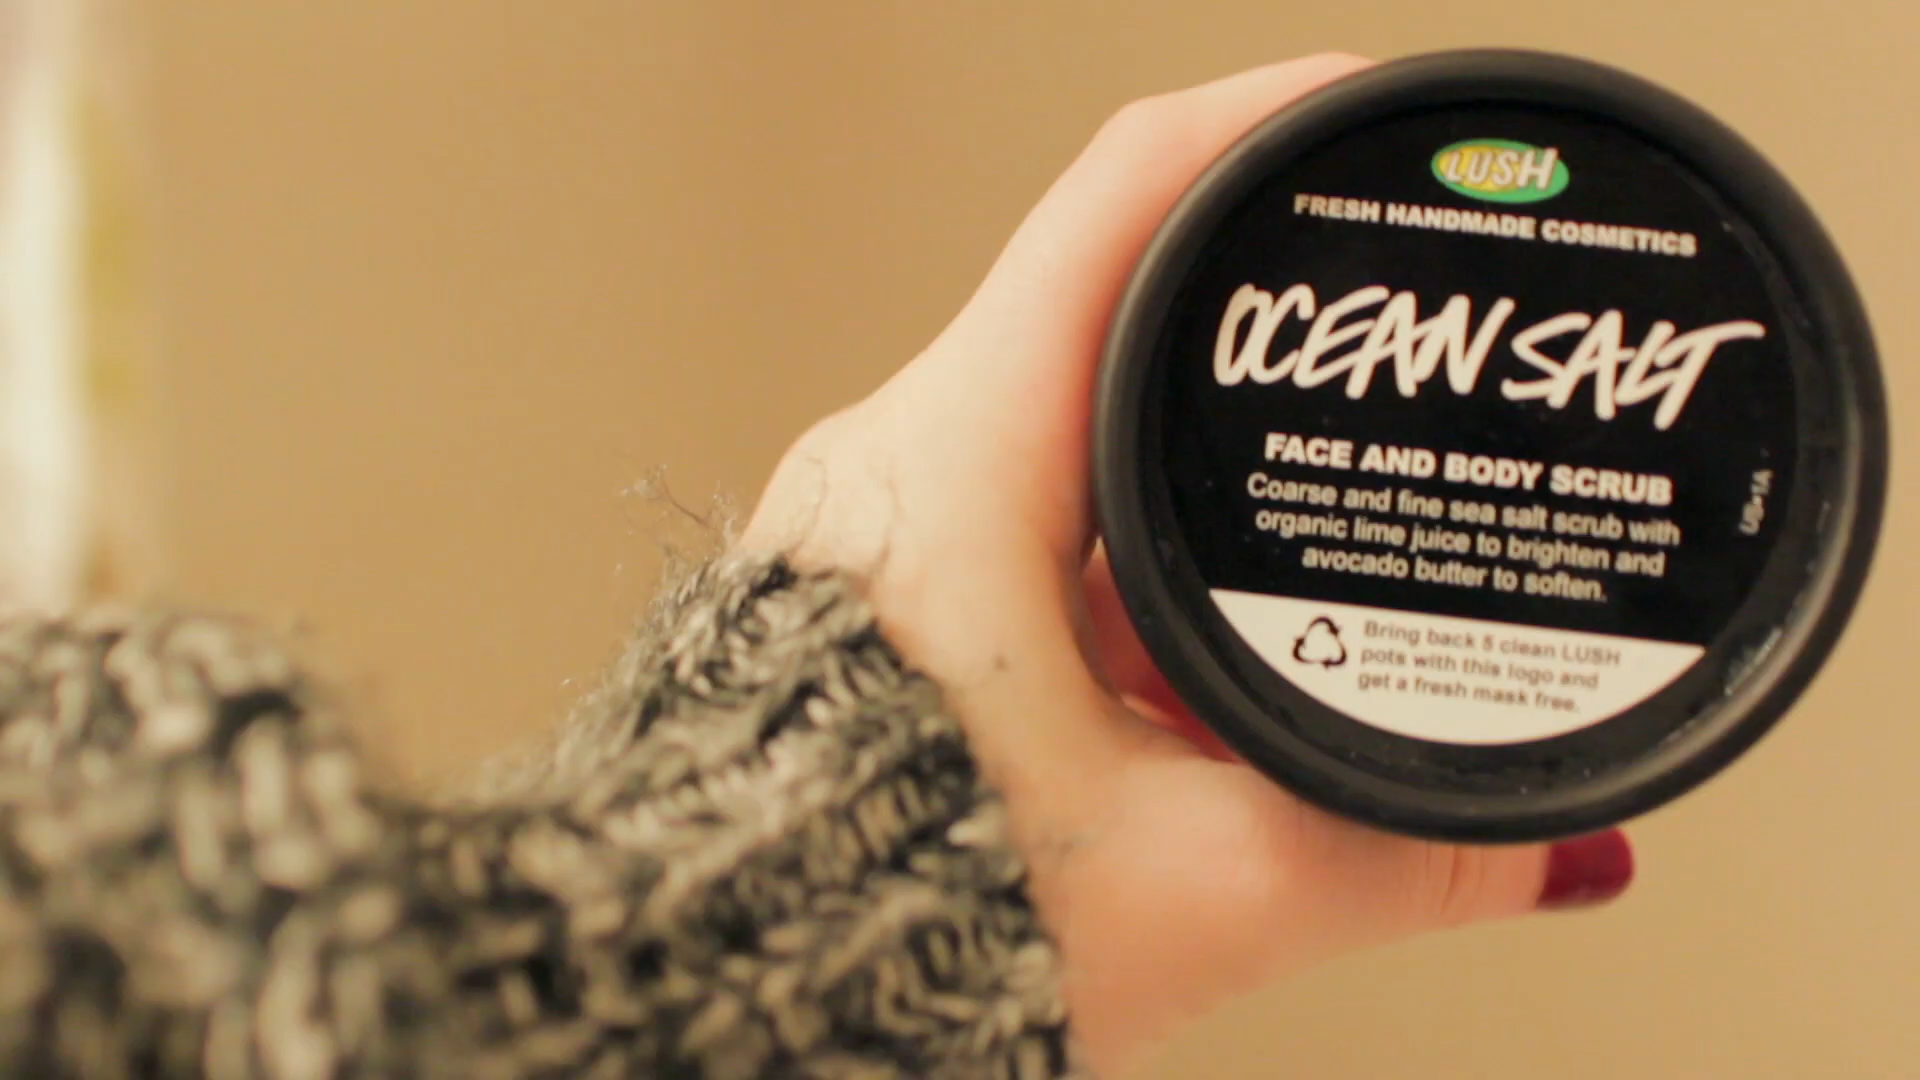 LUSH
FRESH HANDMADE COSMETICS
OCEAN SALT
FACE AND BODY SCRUB
Coarse and fine sea salt scrub with
organic lime juice to brighten and
avocado butter to soften.
Bring back 5 clean LUSH
pots with this logo and
get a fresh mask free.